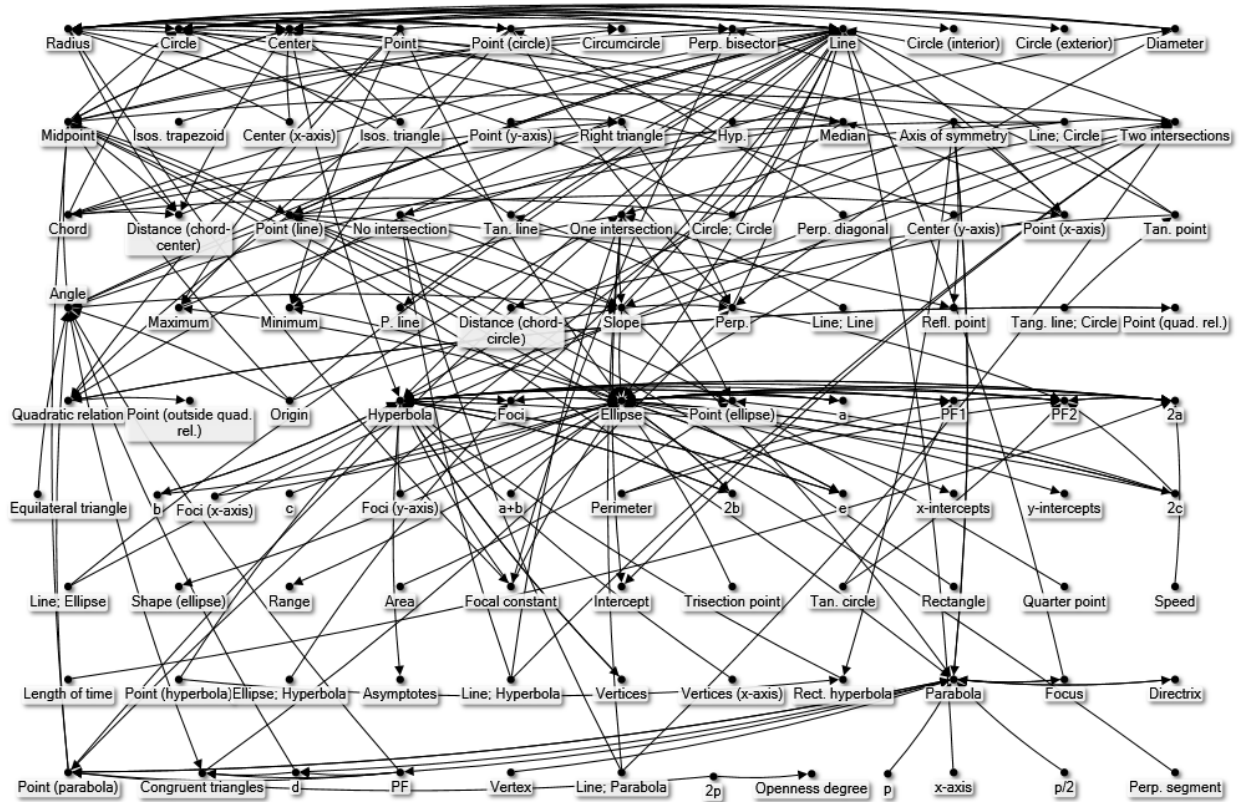 Radius Circle Center Point Point (circle) Circumcircle Perp. bisector Line Circle (interior) Circle (exterior) Diameter
Midpoint Isos. trapezoid Center (x-axis) Isos. triangle Point (y-axis) Right triangle Hyp. Median Axis of symmetry Line; Circle Two intersections
Chord Distance (chord- Point (line) No intersection Tan. line One intersection Circle; Circle Perp. diagonal Center (y-axis) Point (x-axis) Tan. point
center)
Angle
Maximum Minimum P. line Distance (chord- Slope Perp. Line; Line Refl. point Tang. line; Circle Point (quad. rel.)
circle)
Quadratic relation Point (outside quad. Origin Hyperbola Foci Ellipse Point (ellipse) a PF1 PF2 2a
rel.)
Equilateral triangle b Foci (x-axis) c Foci (y-axis) a+b Perimeter 2b e x-intercepts y-intercepts 2c
Line; Ellipse Shape (ellipse) Range Area Focal constant Intercept Trisection point Tan. circle Rectangle Quarter point Speed
Length of time Point (hyperbola) Ellipse; Hyperbola Asymptotes Line; Hyperbola Vertices Vertices (x-axis) Rect. hyperbola Parabola Focus Directrix
Point (parabola) Congruent triangles d PF Vertex Line; Parabola 2p Openness degree p x-axis p/2 Perp. segment